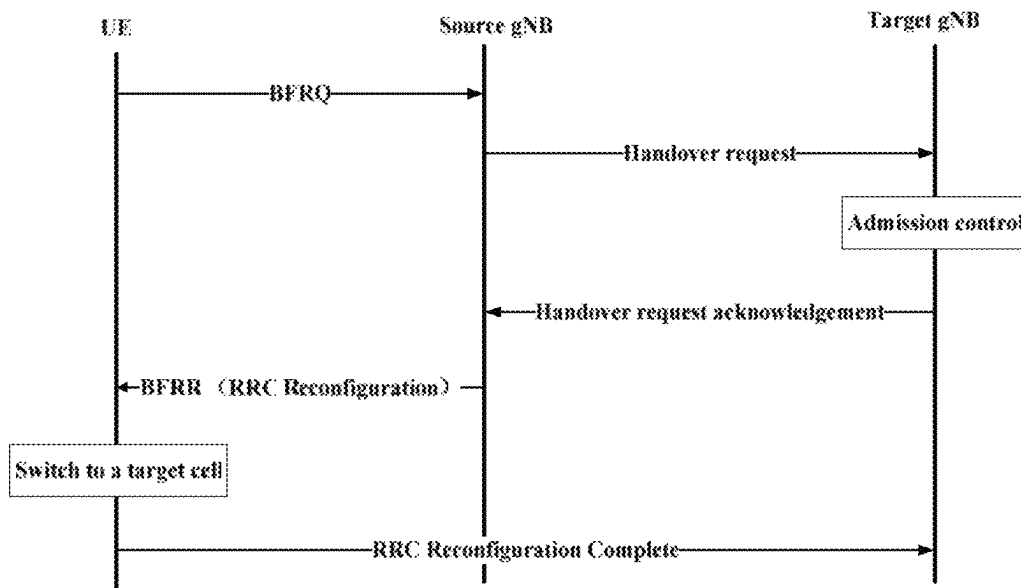 UE
Source gNB
Target gNB
BFRQ
Handover request
Admission control
Handover request acknowledgement
BFRR （RRC Reconfiguration）
Switch to a target cell
RRC Reconfiguration Complete